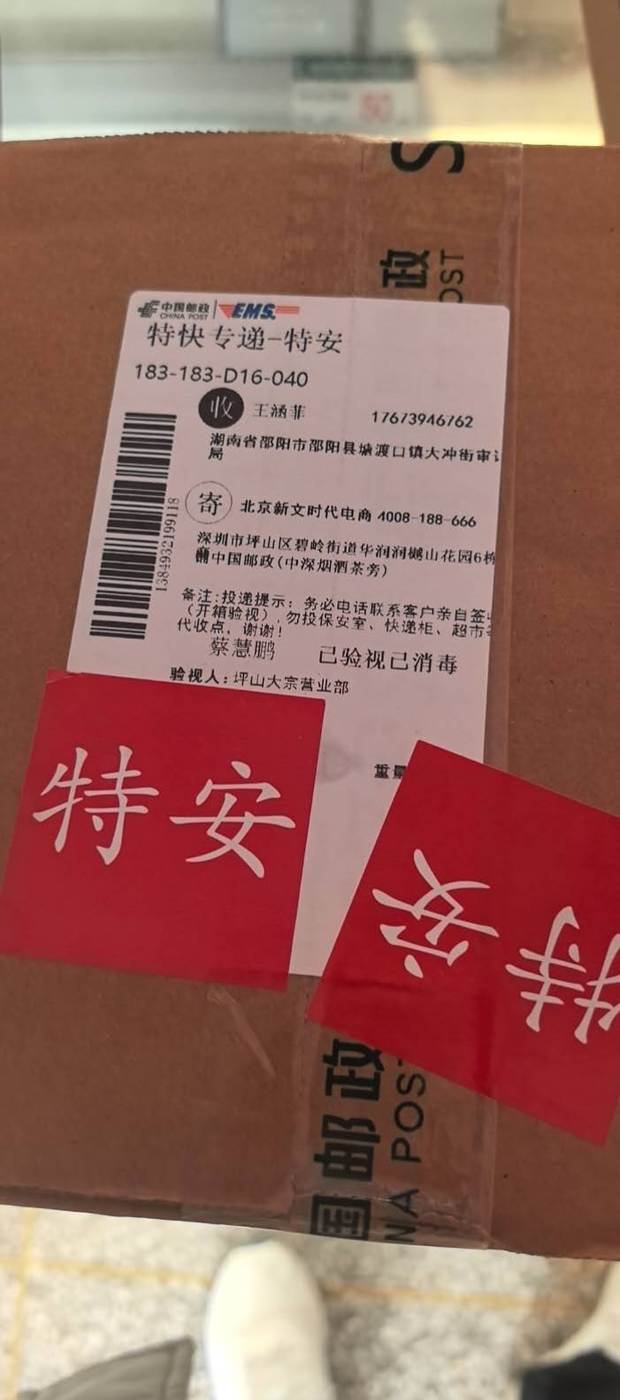 中国邮政
CHINA POST
EMS
特快专递-特安
183-183-D16-040
收 王涵菲 17673946762
湖南省邵阳市邵阳县塘渡口镇大冲街审计
局
寄 北京新文时代电商 4008-188-666
深圳市坪山区碧岭街道华润润樾山花园6栋
中国邮政(中深烟酒茶旁)
备注:投递提示: 务必电话联系客户亲自签收
(开箱验视),勿投保安室、快递柜、超市等
代收点,谢谢!
蔡慧鹏 已验视已消毒
验视人: 坪山大宗营业部
重量
1384932199118
特安
特安
S
政
OST
国邮政
NA POST